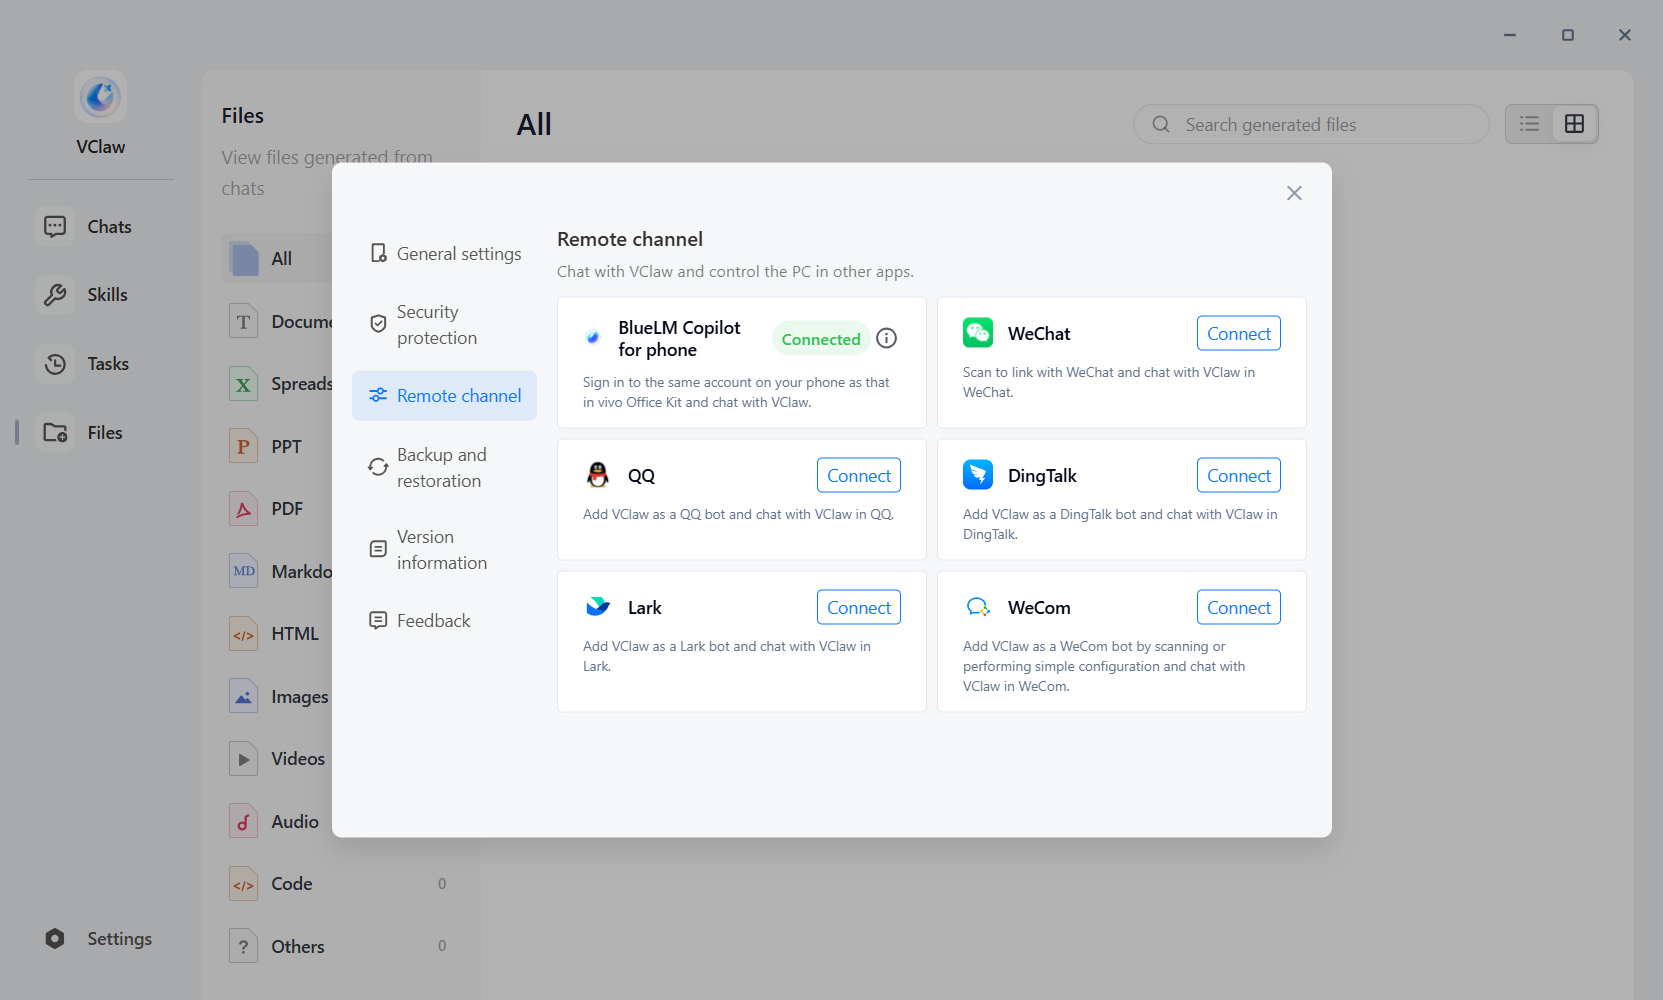 VClaw
Chats
Skills
Tasks
Files
Settings
Files
View files generated from
chats
All
Docume
Spreads
PPT
PDF
Markdo
HTML
Images
Videos
Audio
Code 0
Others 0
All
Search generated files
General settings
Security
protection
Remote channel
Backup and
restoration
Version
information
Feedback
Remote channel
Chat with VClaw and control the PC in other apps.
BlueLM Copilot
for phone
Connected
Sign in to the same account on your phone as that
in vivo Office Kit and chat with VClaw.
WeChat
Connect
Scan to link with WeChat and chat with VClaw in
WeChat.
QQ
Connect
Add VClaw as a QQ bot and chat with VClaw in QQ.
DingTalk
Connect
Add VClaw as a DingTalk bot and chat with VClaw in
DingTalk.
Lark
Connect
Add VClaw as a Lark bot and chat with VClaw in
Lark.
WeCom
Connect
Add VClaw as a WeCom bot by scanning or
performing simple configuration and chat with
VClaw in WeCom.